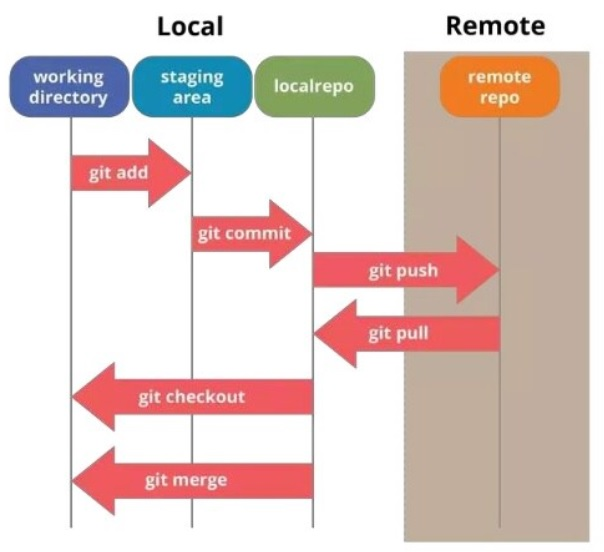 Local
Remote
working
directory
staging
area
localrepo
remote
repo
git add
git commit
git push
git pull
git checkout
git merge